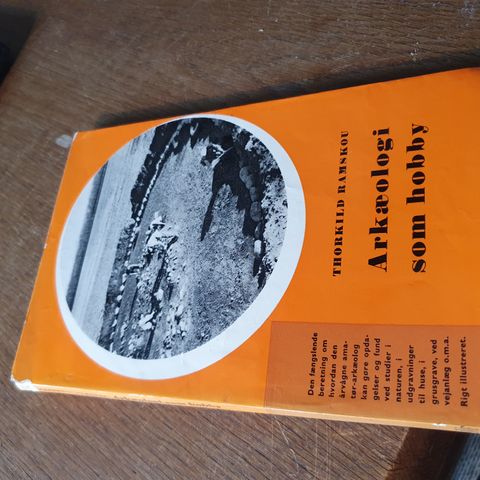 THORKILD RAMSKOU
Arkæologi
som hobby
Den fængslende
beretning om
hvordan den
årvågne ama-
tør-arkæolog
kan gøre opda-
gelser og fund
ved studier i
naturen, i
udgravninger
til huse, i
grusgrave, ved
vejanlæg o.m.a.
Rigt illustreret.